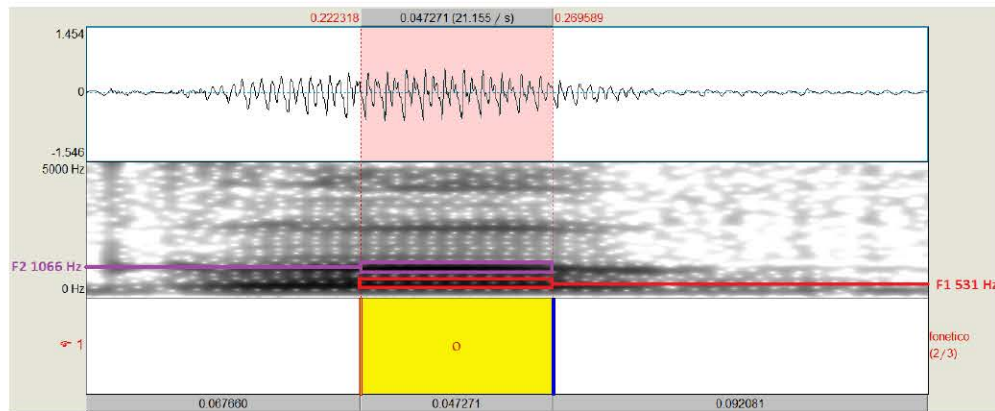 0.222318 0.047271 (21.155 / s) 0.269589
1.454
0
-1.546
5000 Hz
F2 1066 Hz
0 Hz
F1 531 Hz
1 o fonetico
(2/3)
0.067660 0.047271 0.092081